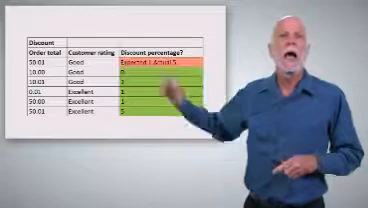 Discount
Order total Customer rating Discount percentage?
50.01 Good Expected 1 Actual 5
10.00 Good 0
10.01 Good
0.01 Excellent 1
50.00 Excellent 1
50.01 Excellent 5